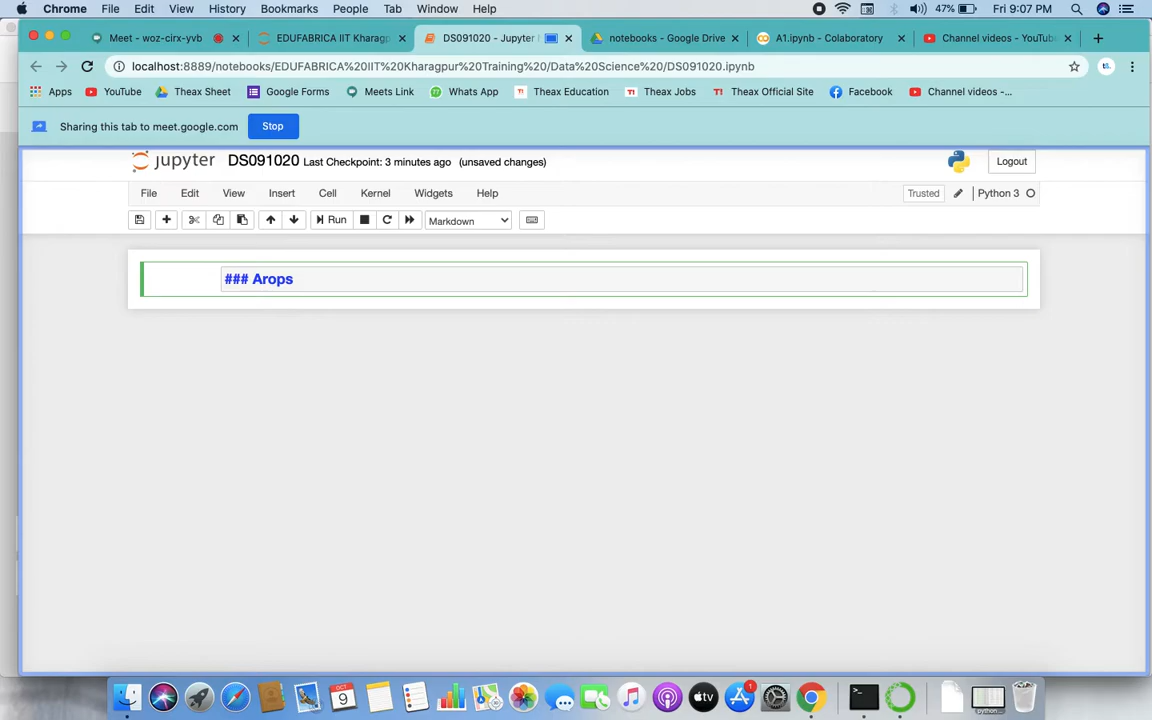 Chrome File Edit View History Bookmarks People Tab Window Help 47% Fri 9:07 PM
Meet - woz-cirx-yvb EDUFABRICA IIT Kharagp DS091020 - Jupyter notebooks - Google Drive A1.ipynb - Colaboratory Channel videos - YouTub
localhost:8889/notebooks/EDUFABRICA%20IIT%20Kharagpur%20Training%20/Data%20Science%20/DS091020.ipynb
Apps YouTube Theax Sheet Google Forms Meets Link Whats App Theax Education Theax Jobs Theax Official Site Facebook Channel videos -...
Sharing this tab to meet.google.com Stop
jupyter DS091020 Last Checkpoint: 3 minutes ago (unsaved changes) Logout
File Edit View Insert Cell Kernel Widgets Help Trusted Python 3
Run Markdown
### Arops